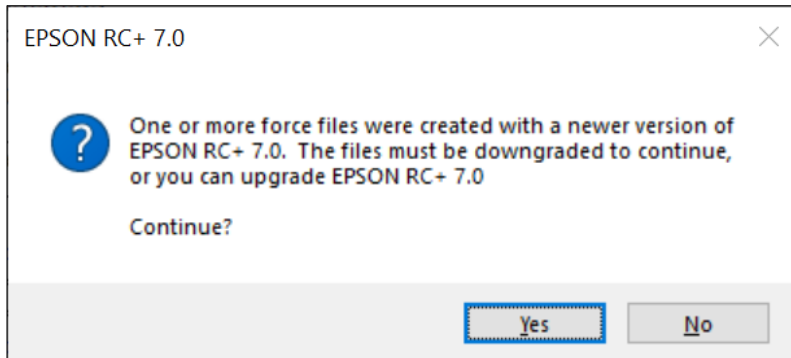 EPSON RC+ 7.0
One or more force files were created with a newer version of
EPSON RC+ 7.0.  The files must be downgraded to continue,
or you can upgrade EPSON RC+ 7.0
Continue?
Yes
No